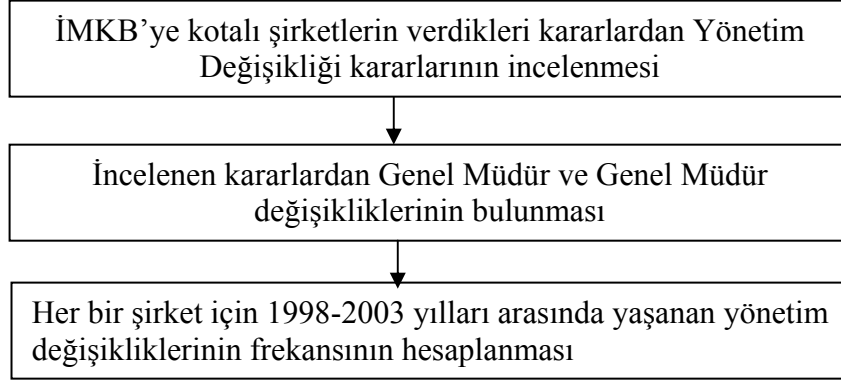 İMKB’ye kotalı şirketlerin verdikleri kararlardan Yönetim
Değişikliği kararlarının incelenmesi
İncelenen kararlardan Genel Müdür ve Genel Müdür
değişikliklerinin bulunması
Her bir şirket için 1998-2003 yılları arasında yaşanan yönetim
değişikliklerinin frekansının hesaplanması